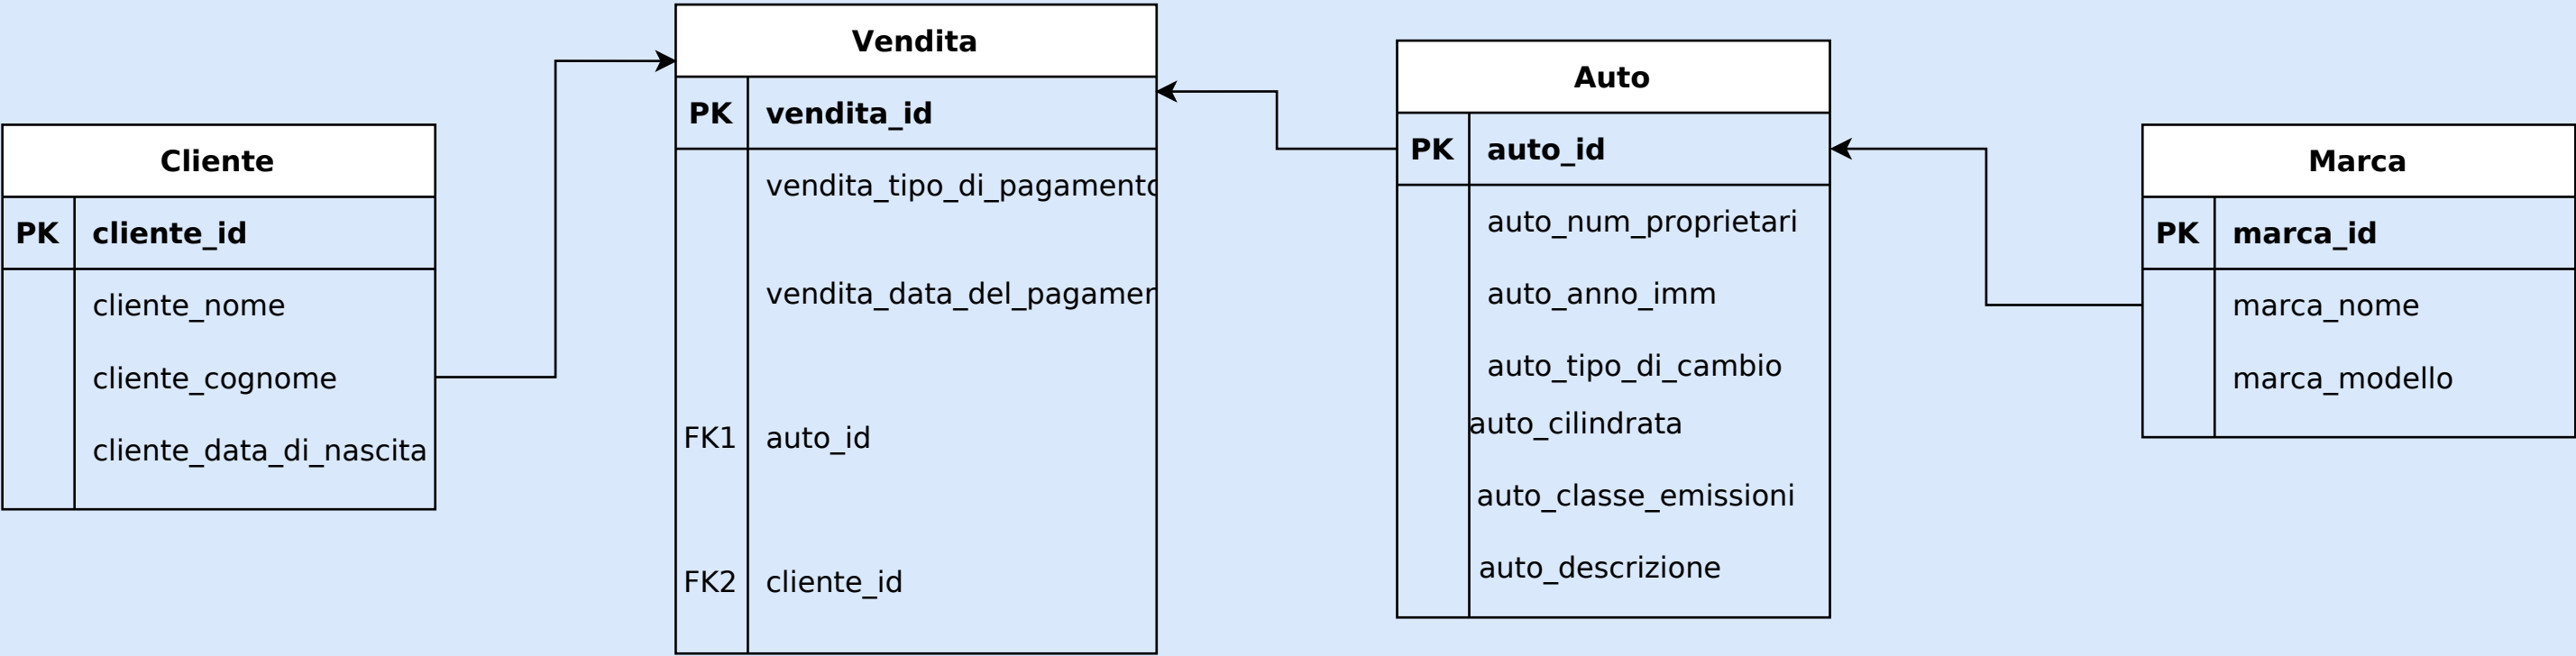 Cliente
PK cliente_id
cliente_nome
cliente_cognome
cliente_data_di_nascita
Vendita
PK vendita_id
vendita_tipo_di_pagamento
vendita_data_del_pagamen
FK1 auto_id
FK2 cliente_id
Auto
PK auto_id
auto_num_proprietari
auto_anno_imm
auto_tipo_di_cambio
auto_cilindrata
auto_classe_emissioni
auto_descrizione
Marca
PK marca_id
marca_nome
marca_modello